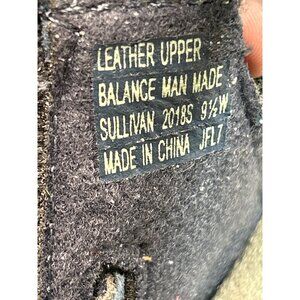 LEATHER UPPER
BALANCE MAN MADE
SULLIVAN 2018S 9½W
MADE IN CHINA JFL7